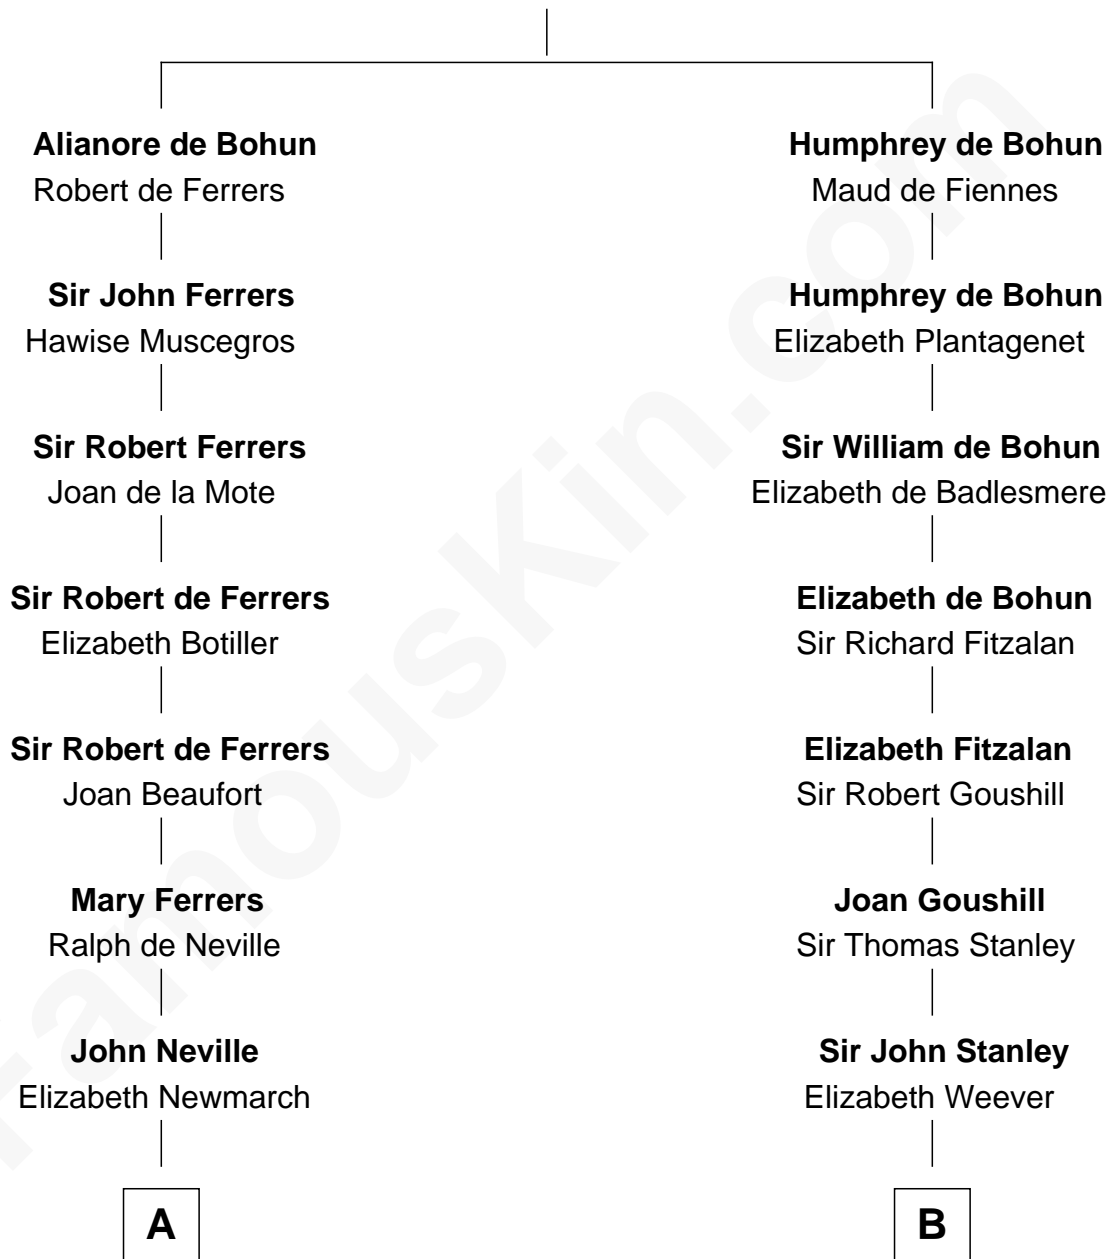 Alianore de Bohun
Robert de Ferrers
Sir John Ferrers
Hawise Muscegros
Sir Robert Ferrers
Joan de la Mote
Sir Robert de Ferrers
Elizabeth Botiller
Sir Robert de Ferrers
Joan Beaufort
Mary Ferrers
Ralph de Neville
John Neville
Elizabeth Newmarch
A
Humphrey de Bohun
Maud de Fiennes
Humphrey de Bohun
Elizabeth Plantagenet
Sir William de Bohun
Elizabeth de Badlesmere
Elizabeth de Bohun
Sir Richard Fitzalan
Elizabeth Fitzalan
Sir Robert Goushill
Joan Goushill
Sir Thomas Stanley
Sir John Stanley
Elizabeth Weever
B
FamousKin.com